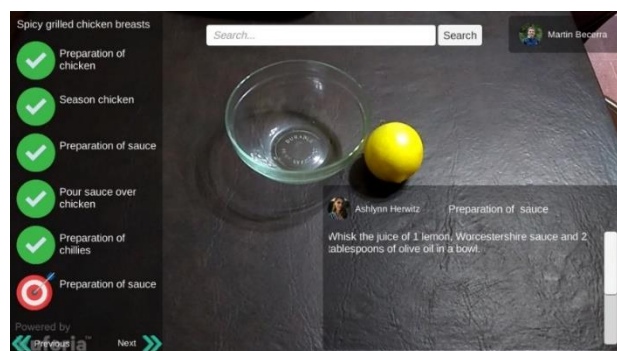 Spicy grilled chicken breasts
Preparation of
chicken
Season chicken
Preparation of sauce
Pour sauce over
chicken
Preparation of
chillies
Preparation of sauce
Powered by
uforia™
Previous
Next
Search...
Search
Martin Becerra
Ashlynn Herwitz
Preparation of sauce
Whisk the juice of 1 lemon, Worcestershire sauce and 2
tablespoons of olive oil in a bowl.